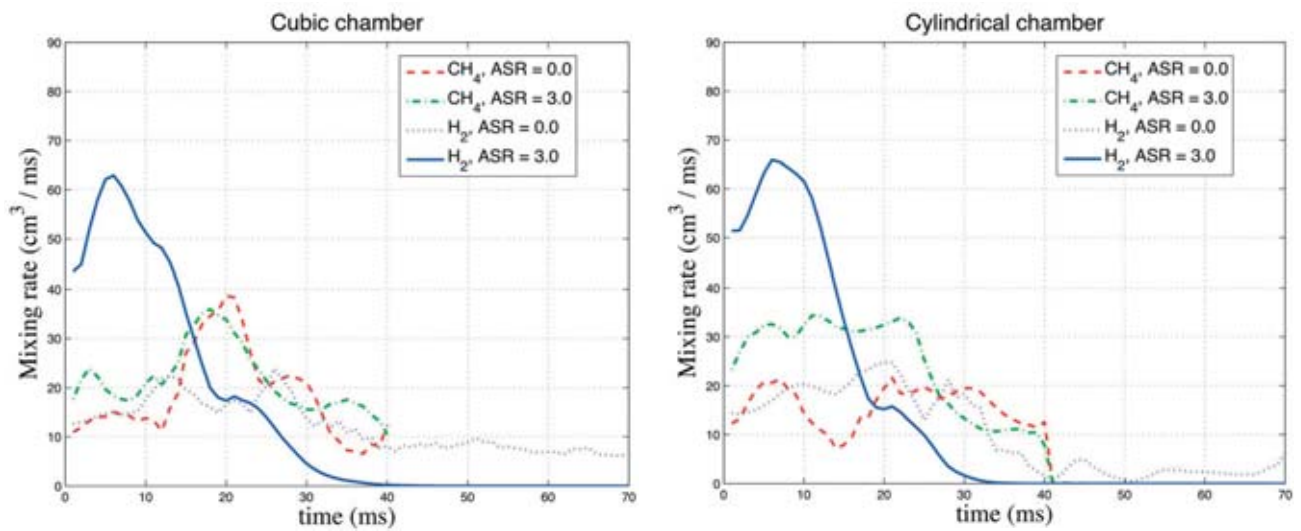 Cubic chamber
90
80
70
60
50
40
30
20
10
0
Mixing rate (cm³ / ms)
CH₄, ASR = 0.0
CH₄, ASR = 3.0
H₂, ASR = 0.0
H₂, ASR = 3.0
0 10 20 30 40 50 60 70
time (ms)
Cylindrical chamber
90
80
70
60
50
40
30
20
10
0
Mixing rate (cm³ / ms)
CH₄, ASR = 0.0
CH₄, ASR = 3.0
H₂, ASR = 0.0
H₂, ASR = 3.0
0 10 20 30 40 50 60 70
time (ms)